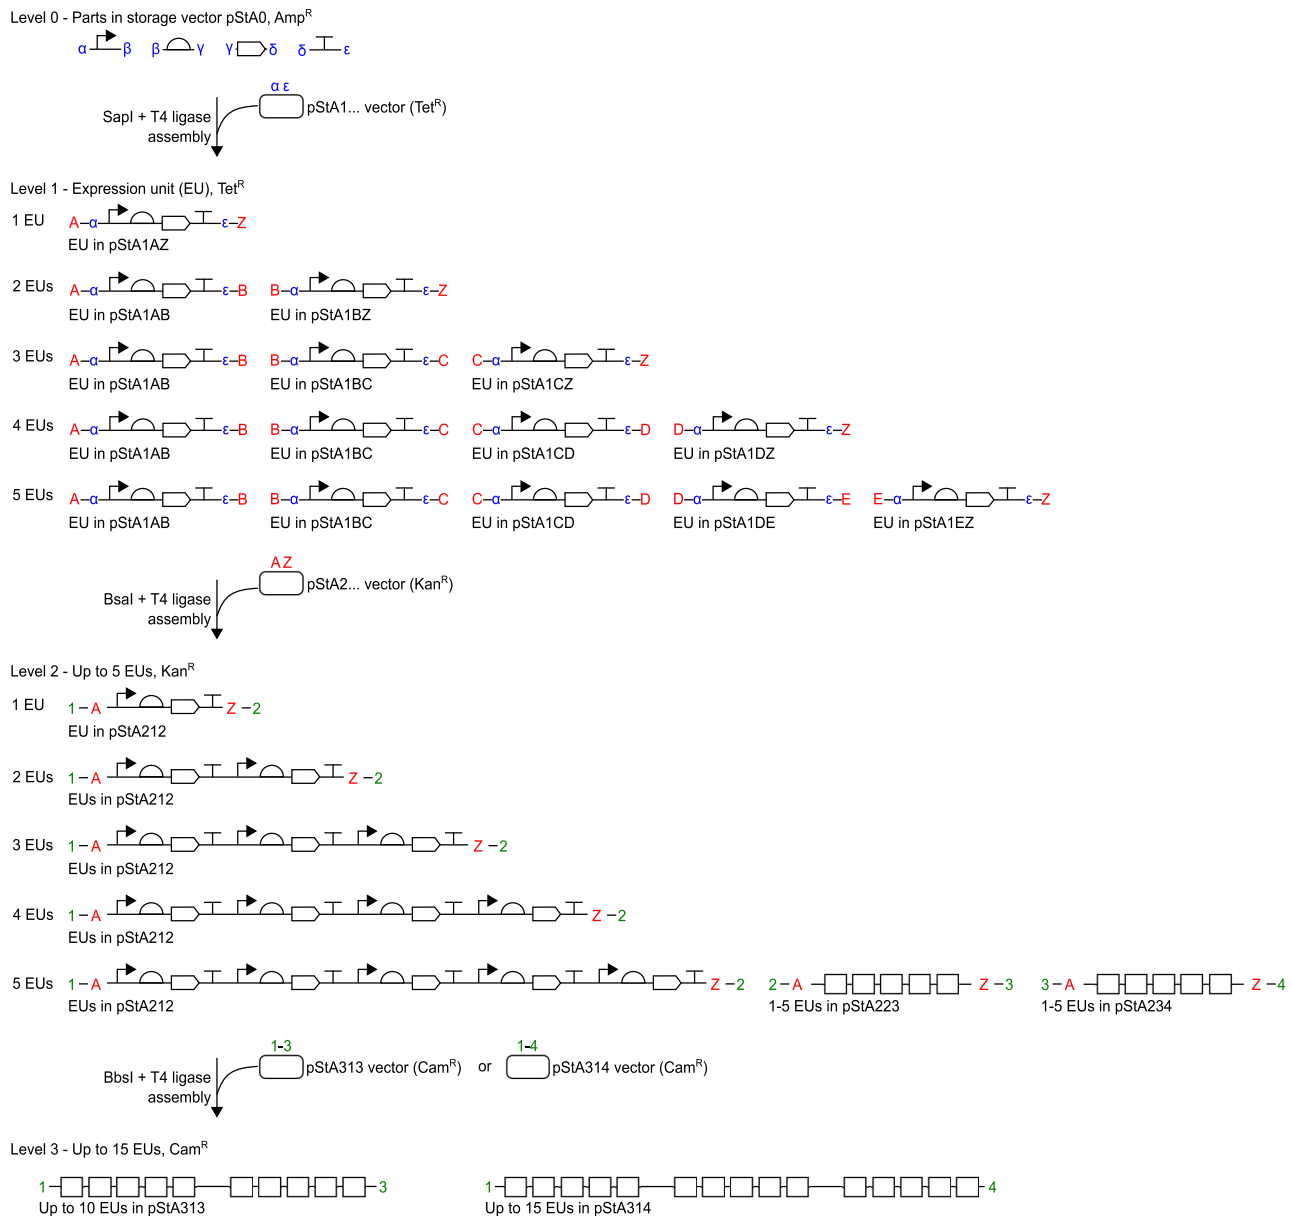 Level 0 - Parts in storage vector pStA0, Amp^R
α β β γ γ δ δ ε
α ε
SapI + T4 ligase assembly
pStA1... vector (Tet^R)
Level 1 - Expression unit (EU), Tet^R
1 EU A α ε Z
EU in pStA1AZ
2 EUs A α ε B B α ε Z
EU in pStA1AB EU in pStA1BZ
3 EUs A α ε B B α ε C C α ε Z
EU in pStA1AB EU in pStA1BC EU in pStA1CZ
4 EUs A α ε B B α ε C C α ε D D α ε Z
EU in pStA1AB EU in pStA1BC EU in pStA1CD EU in pStA1DZ
5 EUs A α ε B B α ε C C α ε D D α ε E E α ε Z
EU in pStA1AB EU in pStA1BC EU in pStA1CD EU in pStA1DE EU in pStA1EZ
A Z
BsaI + T4 ligase assembly
pStA2... vector (Kan^R)
Level 2 - Up to 5 EUs, Kan^R
1 EU 1 – A Z – 2
EU in pStA212
2 EUs 1 – A Z – 2
EUs in pStA212
3 EUs 1 – A Z – 2
EUs in pStA212
4 EUs 1 – A Z – 2
EUs in pStA212
5 EUs 1 – A Z – 2 2 – A Z – 3 3 – A Z – 4
EUs in pStA212 1-5 EUs in pStA223 1-5 EUs in pStA234
1-3 1-4
BbsI + T4 ligase assembly
pStA313 vector (Cam^R) or pStA314 vector (Cam^R)
Level 3 - Up to 15 EUs, Cam^R
1 3 1 4
Up to 10 EUs in pStA313 Up to 15 EUs in pStA314